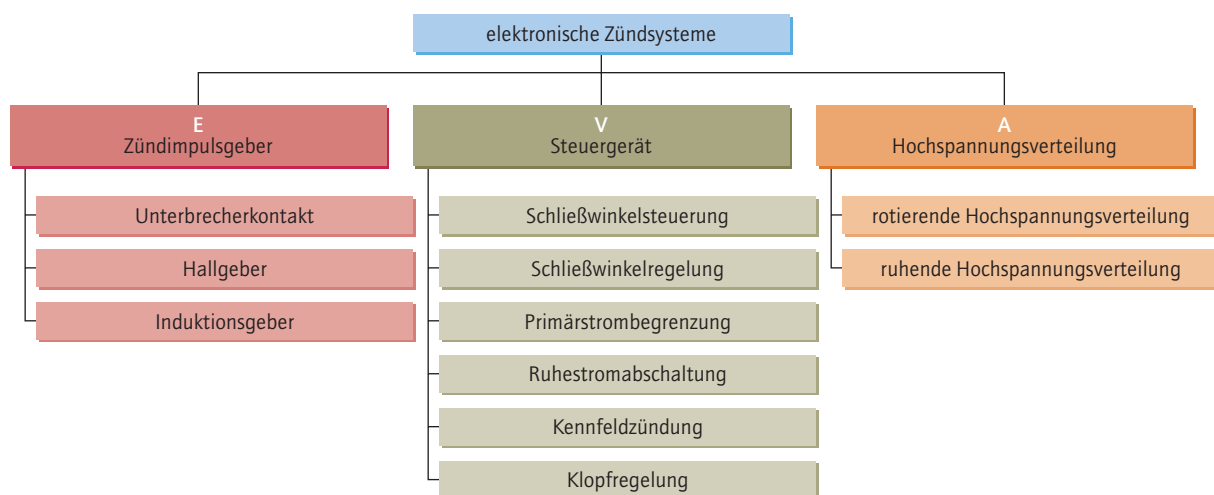 elektronische Zündsysteme
E
Zündimpulsgeber
Unterbrecherkontakt
Hallgeber
Induktionsgeber
V
Steuergerät
Schließwinkelsteuerung
Schließwinkelregelung
Primärstrombegrenzung
Ruhestromabschaltung
Kennfeldzündung
Klopfregelung
A
Hochspannungsverteilung
rotierende Hochspannungsverteilung
ruhende Hochspannungsverteilung